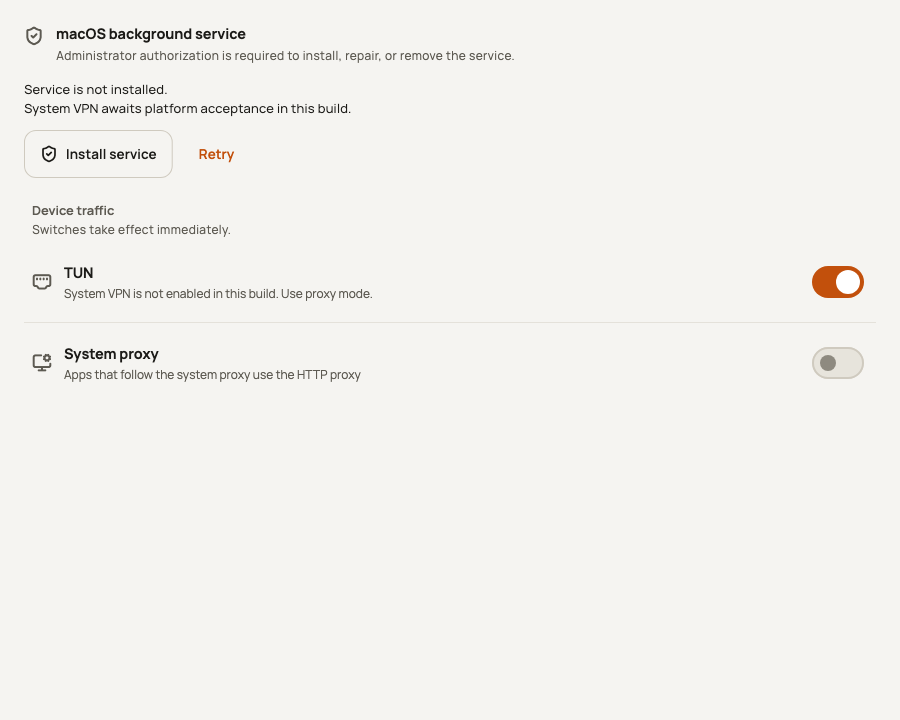 macOS background service
Administrator authorization is required to install, repair, or remove the service.
Service is not installed.
System VPN awaits platform acceptance in this build.
Install service
Retry
Device traffic
Switches take effect immediately.
TUN
System VPN is not enabled in this build. Use proxy mode.
System proxy
Apps that follow the system proxy use the HTTP proxy